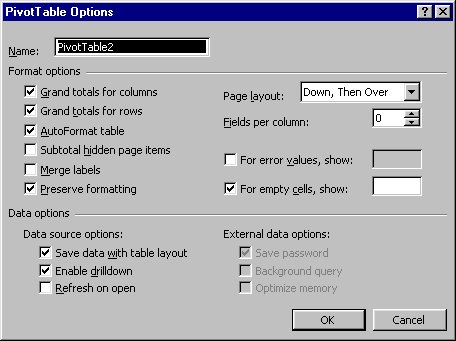 PivotTable Options
Name: PivotTable2
Format options
Grand totals for columns
Grand totals for rows
AutoFormat table
Subtotal hidden page items
Merge labels
Preserve formatting
Page layout: Down, Then Over
Fields per column: 0
For error values, show:
For empty cells, show:
Data options
Data source options:
Save data with table layout
Enable drilldown
Refresh on open
External data options:
Save password
Background query
Optimize memory
OK Cancel